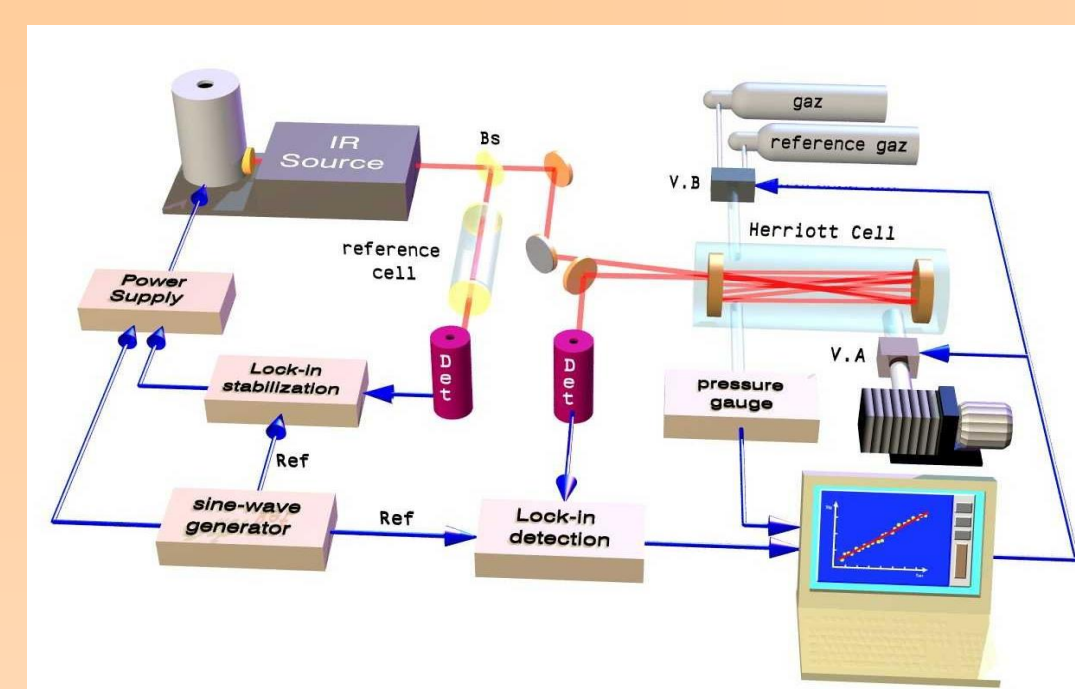 gaz
reference gaz
IR
Source
Bs
V.B
Herriott Cell
reference
cell
Power
Supply
V.A
Det
Det
pressure
gauge
Lock-in
stabilization
Ref
sine-wave
generator
Ref
Lock-in
detection